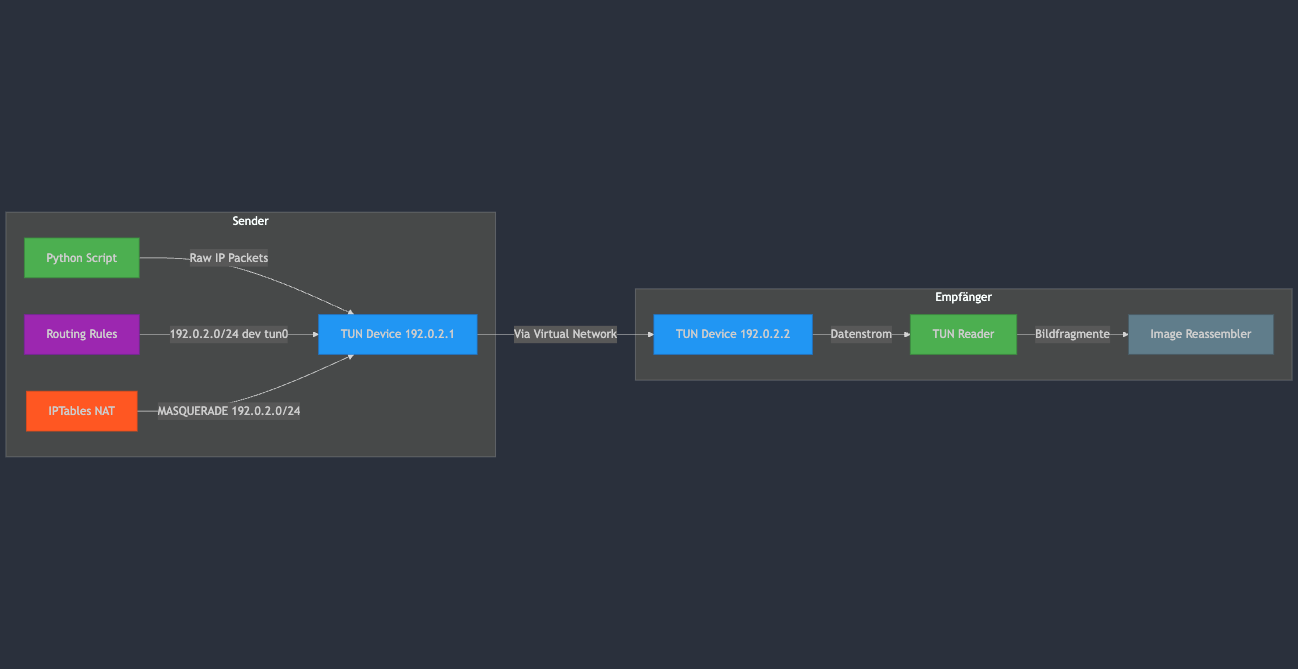 Sender
Python Script
Raw IP Packets
Routing Rules
192.0.2.0/24 dev tun0
TUN Device 192.0.2.1
IPTables NAT
MASQUERADE 192.0.2.0/24
Via Virtual Network
Empfänger
TUN Device 192.0.2.2
Datenstrom
TUN Reader
Bildfragmente
Image Reassembler